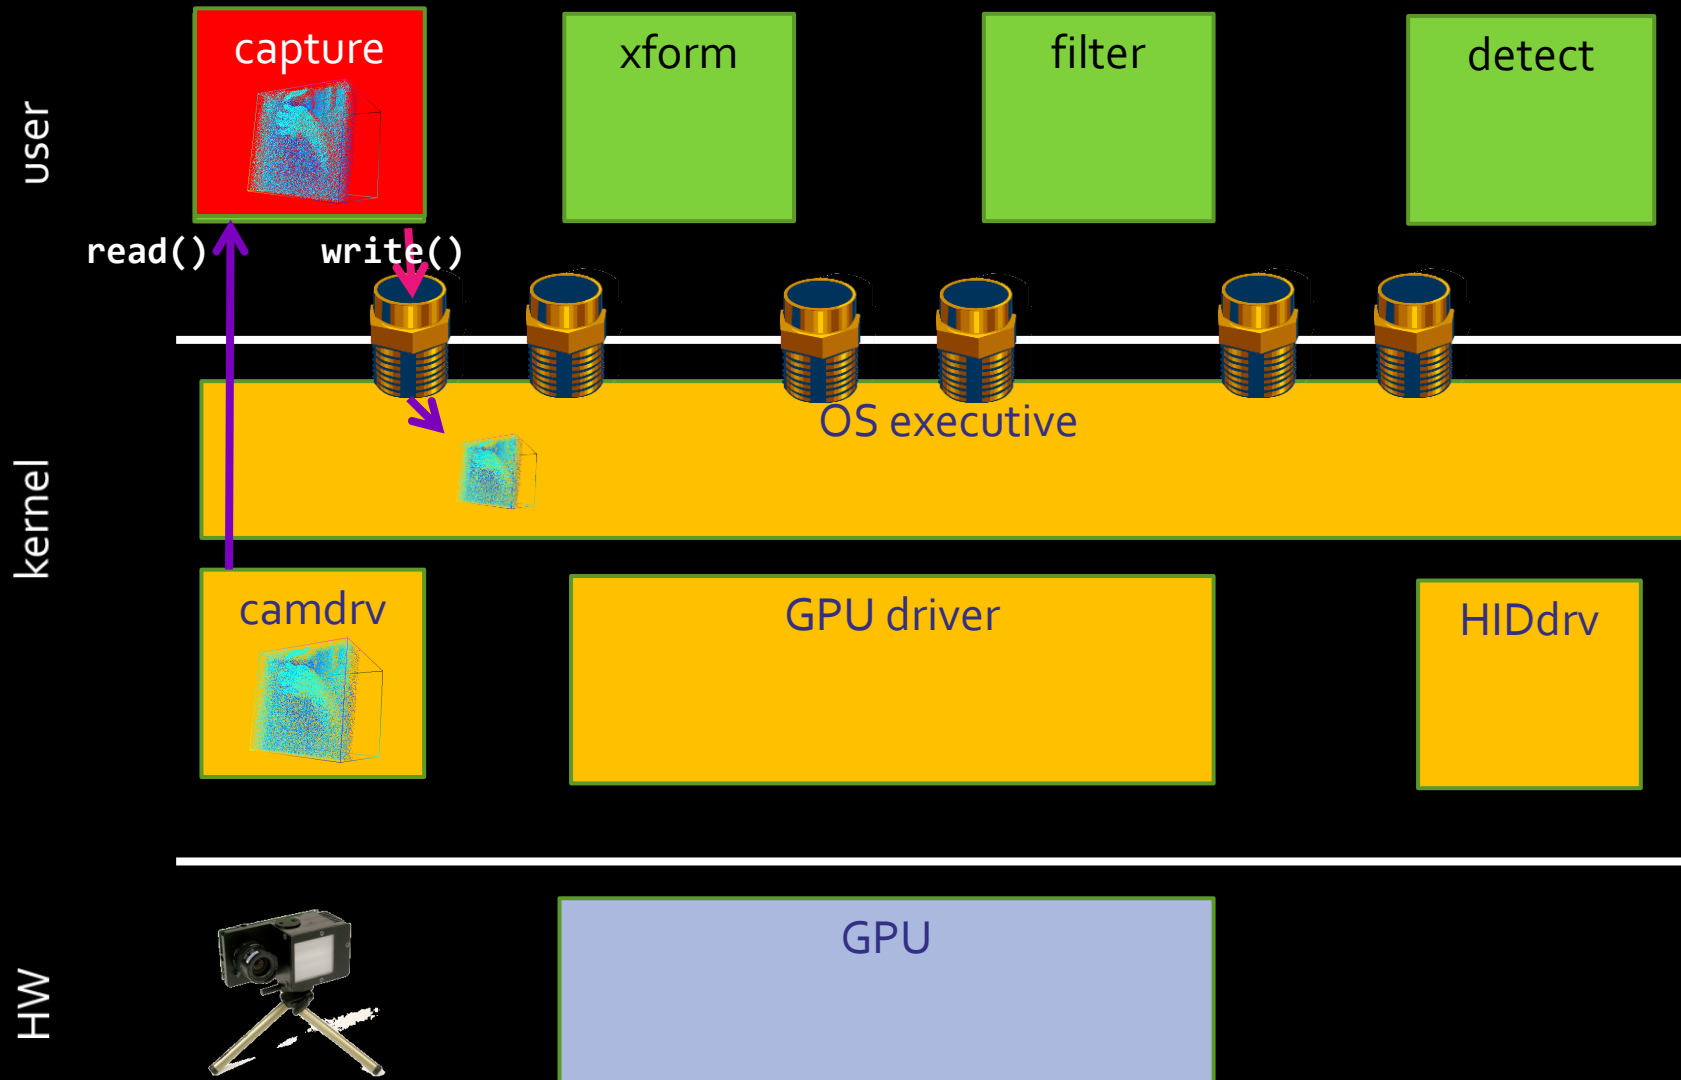 user
capture
xform
filter
detect
read()
write()
kernel
OS executive
camdrv
GPU driver
HIDdrv
HW
GPU